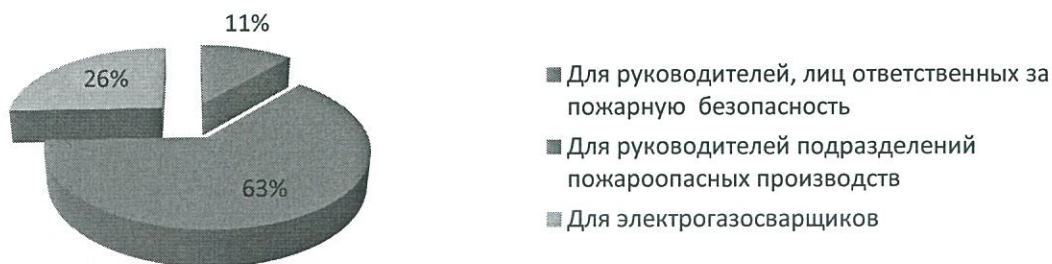 11%
26%
63%
Для руководителей, лиц ответственных за
пожарную безопасность
Для руководителей подразделений
пожароопасных производств
Для электрогазосварщиков